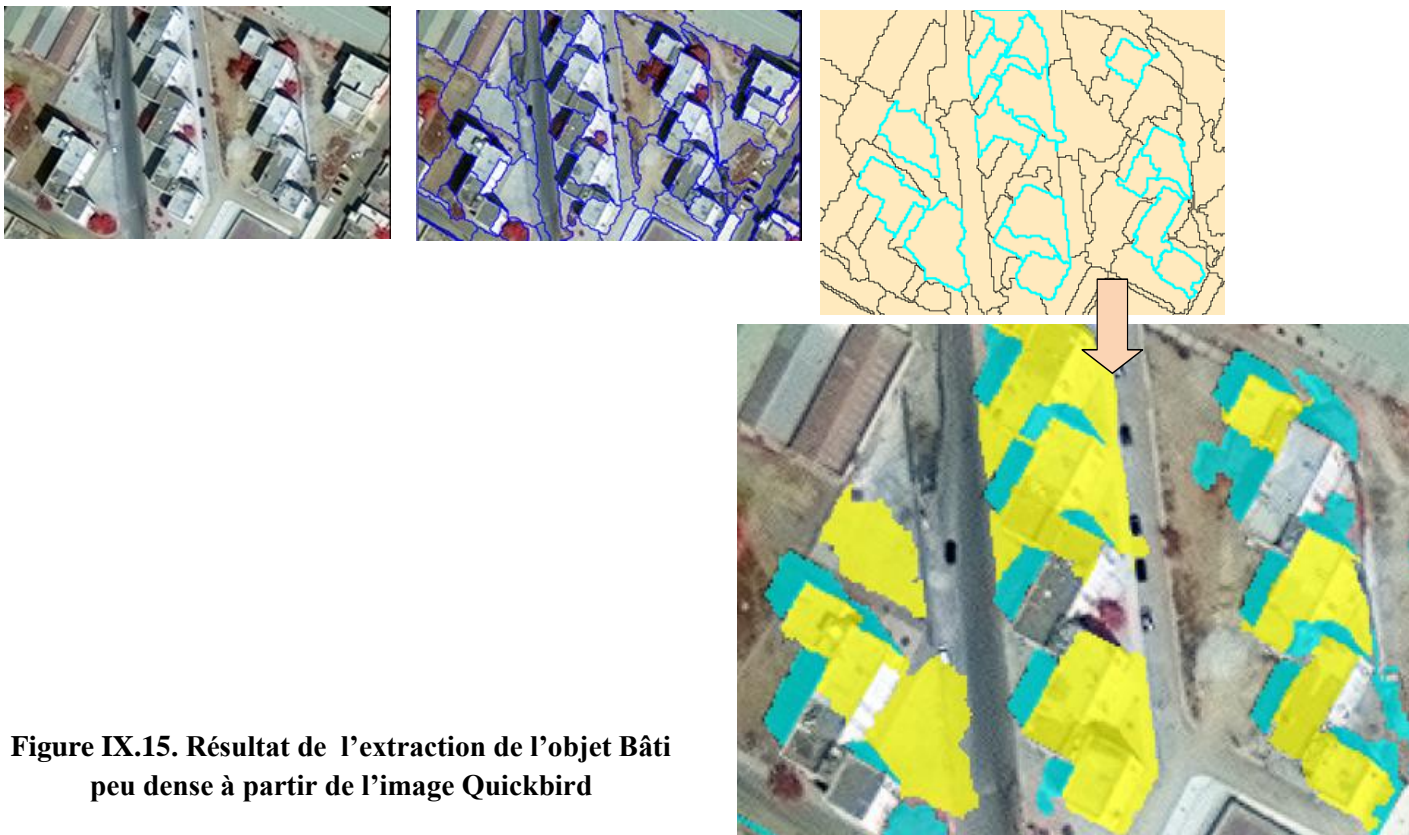 Figure IX.15. Résultat de l’extraction de l’objet Bâti
peu dense à partir de l’image Quickbird